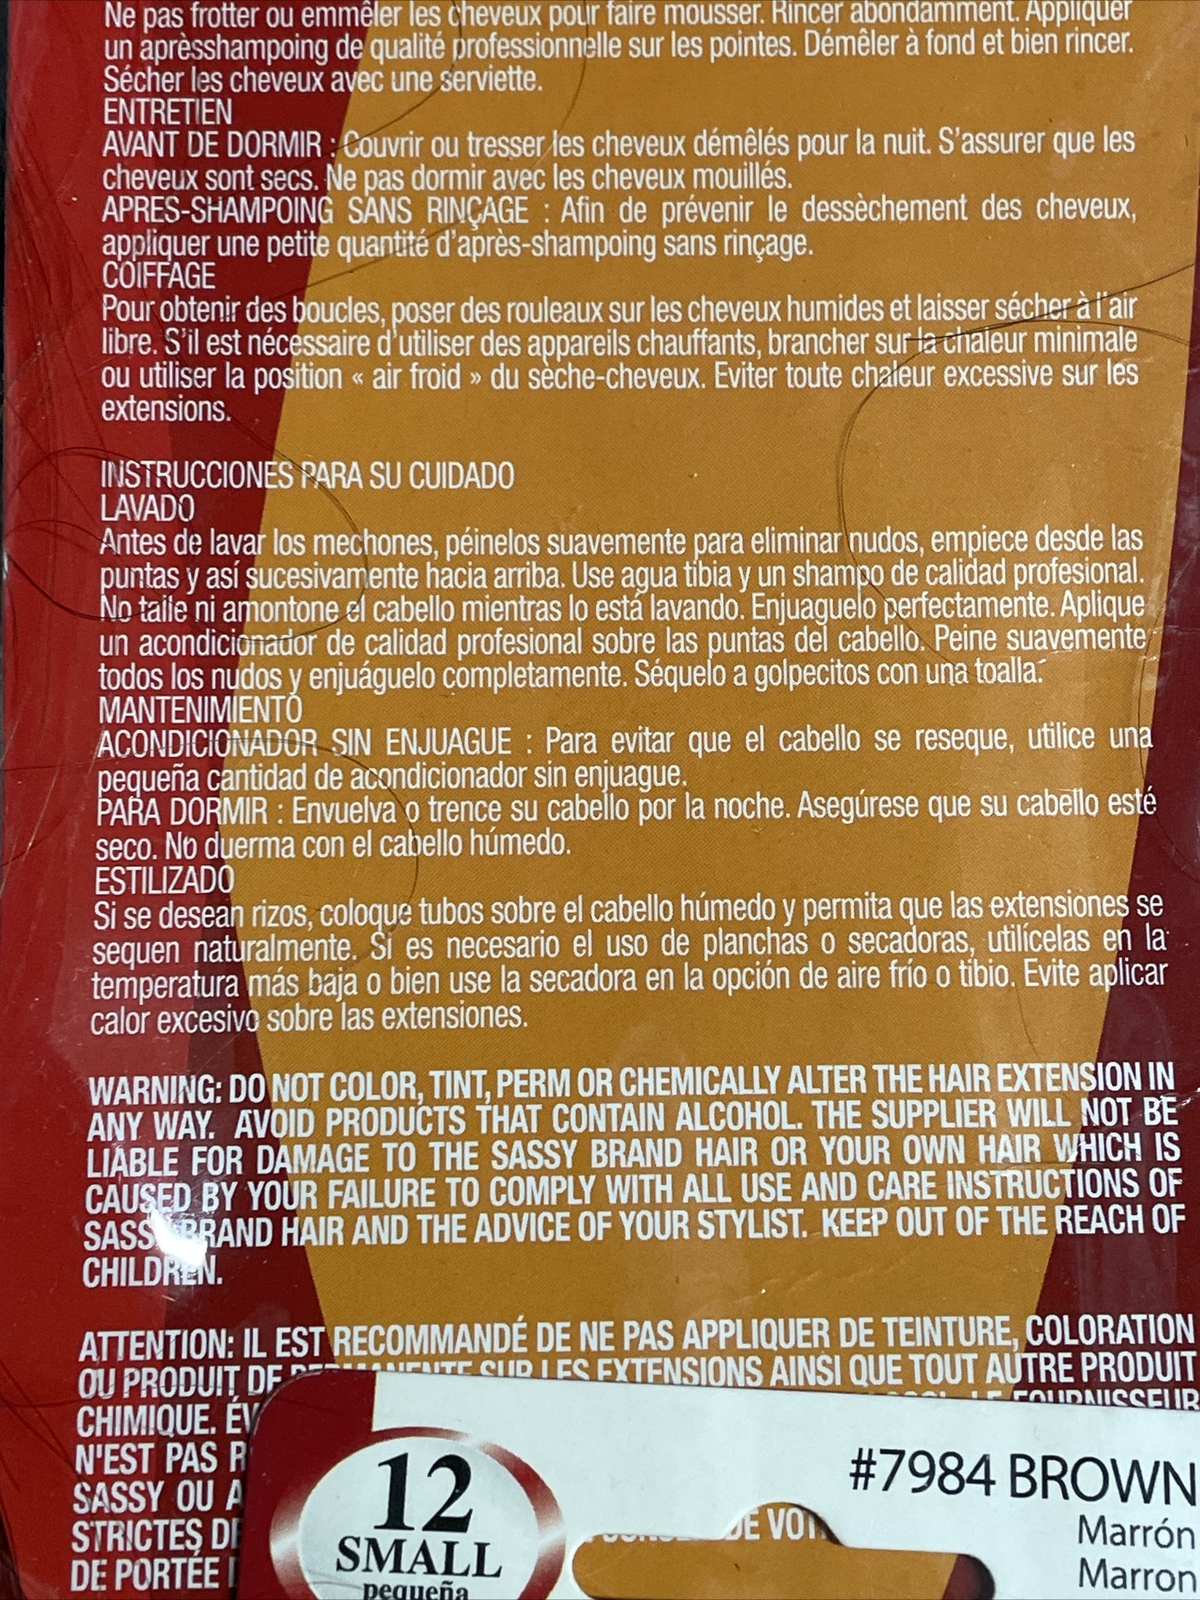 Ne pas frotter ou emmêler les cheveux pour faire mousser. Rincer abondamment. Appliquer
un aprèsshampoing de qualité professionnelle sur les pointes. Démêler à fond et bien rincer.
Sécher les cheveux avec une serviette.
ENTRETIEN
AVANT DE DORMIR : Couvrir ou tresser les cheveux démêlés pour la nuit. S'assurer que les
cheveux sont secs. Ne pas dormir avec les cheveux mouillés.
APRES-SHAMPOING SANS RINÇAGE : Afin de prévenir le dessèchement des cheveux,
appliquer une petite quantité d'après-shampoing sans rinçage.
COIFFAGE
Pour obtenir des boucles, poser des rouleaux sur les cheveux humides et laisser sécher à l'air
libre. S'il est nécessaire d'utiliser des appareils chauffants, brancher sur la chaleur minimale
ou utiliser la position « air froid » du sèche-cheveux. Eviter toute chaleur excessive sur les
extensions.
INSTRUCCIONES PARA SU CUIDADO
LAVADO
Antes de lavar los mechones, péinelos suavemente para eliminar nudos, empiece desde las
puntas y así sucesivamente hacia arriba. Use agua tibia y un shampo de calidad profesional.
No talle ni amontone el cabello mientras lo está lavando. Enjuaguelo perfectamente. Aplique
un acondicionador de calidad profesional sobre las puntas del cabello. Peine suavemente
todos los nudos y enjuáguelo completamente. Séquelo a golpecitos con una toalla.
MANTENIMIENTO
ACONDICIONADOR SIN ENJUAGUE : Para evitar que el cabello se reseque, utilice una
pequeña cantidad de acondicionador sin enjuague.
PARA DORMIR : Envuelva o trence su cabello por la noche. Asegúrese que su cabello esté
seco. No duerma con el cabello húmedo.
ESTILIZADO
Si se desean rizos, coloque tubos sobre el cabello húmedo y permita que las extensiones se
sequen naturalmente. Si es necesario el uso de planchas o secadoras, utilícelas en la
temperatura más baja o bien use la secadora en la opción de aire frío o tibio. Evite aplicar
calor excesivo sobre las extensiones.
WARNING: DO NOT COLOR, TINT, PERM OR CHEMICALLY ALTER THE HAIR EXTENSION IN
ANY WAY. AVOID PRODUCTS THAT CONTAIN ALCOHOL. THE SUPPLIER WILL NOT BE
LIABLE FOR DAMAGE TO THE SASSY BRAND HAIR OR YOUR OWN HAIR WHICH IS
CAUSED BY YOUR FAILURE TO COMPLY WITH ALL USE AND CARE INSTRUCTIONS OF
SASSY BRAND HAIR AND THE ADVICE OF YOUR STYLIST. KEEP OUT OF THE REACH OF
CHILDREN.
ATTENTION: IL EST RECOMMANDÉ DE NE PAS APPLIQUER DE TEINTURE, COLORATION
OU PRODUIT DE PERMANENTE SUR LES EXTENSIONS AINSI QUE TOUT AUTRE PRODUIT
CHIMIQUE. LE FOURNISSEUR
N'EST PAS
SASSY OU
STRICTES
DE PORTÉE
DE
12
SMALL
pequeña
#7984 BROWN
Marrón
Marron